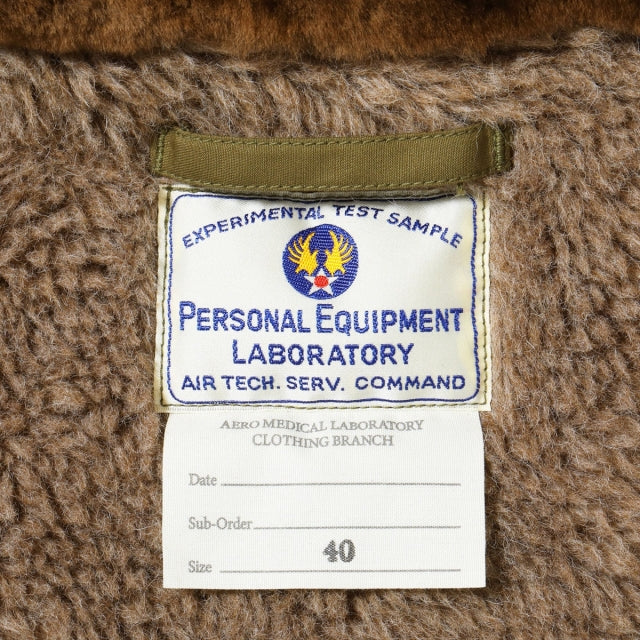 EXPERIMENTAL TEST SAMPLE
PERSONAL EQUIPMENT
LABORATORY
AIR TECH. SERV. COMMAND
AERO MEDICAL LABORATORY
CLOTHING BRANCH
Date
Sub-Order
Size 40